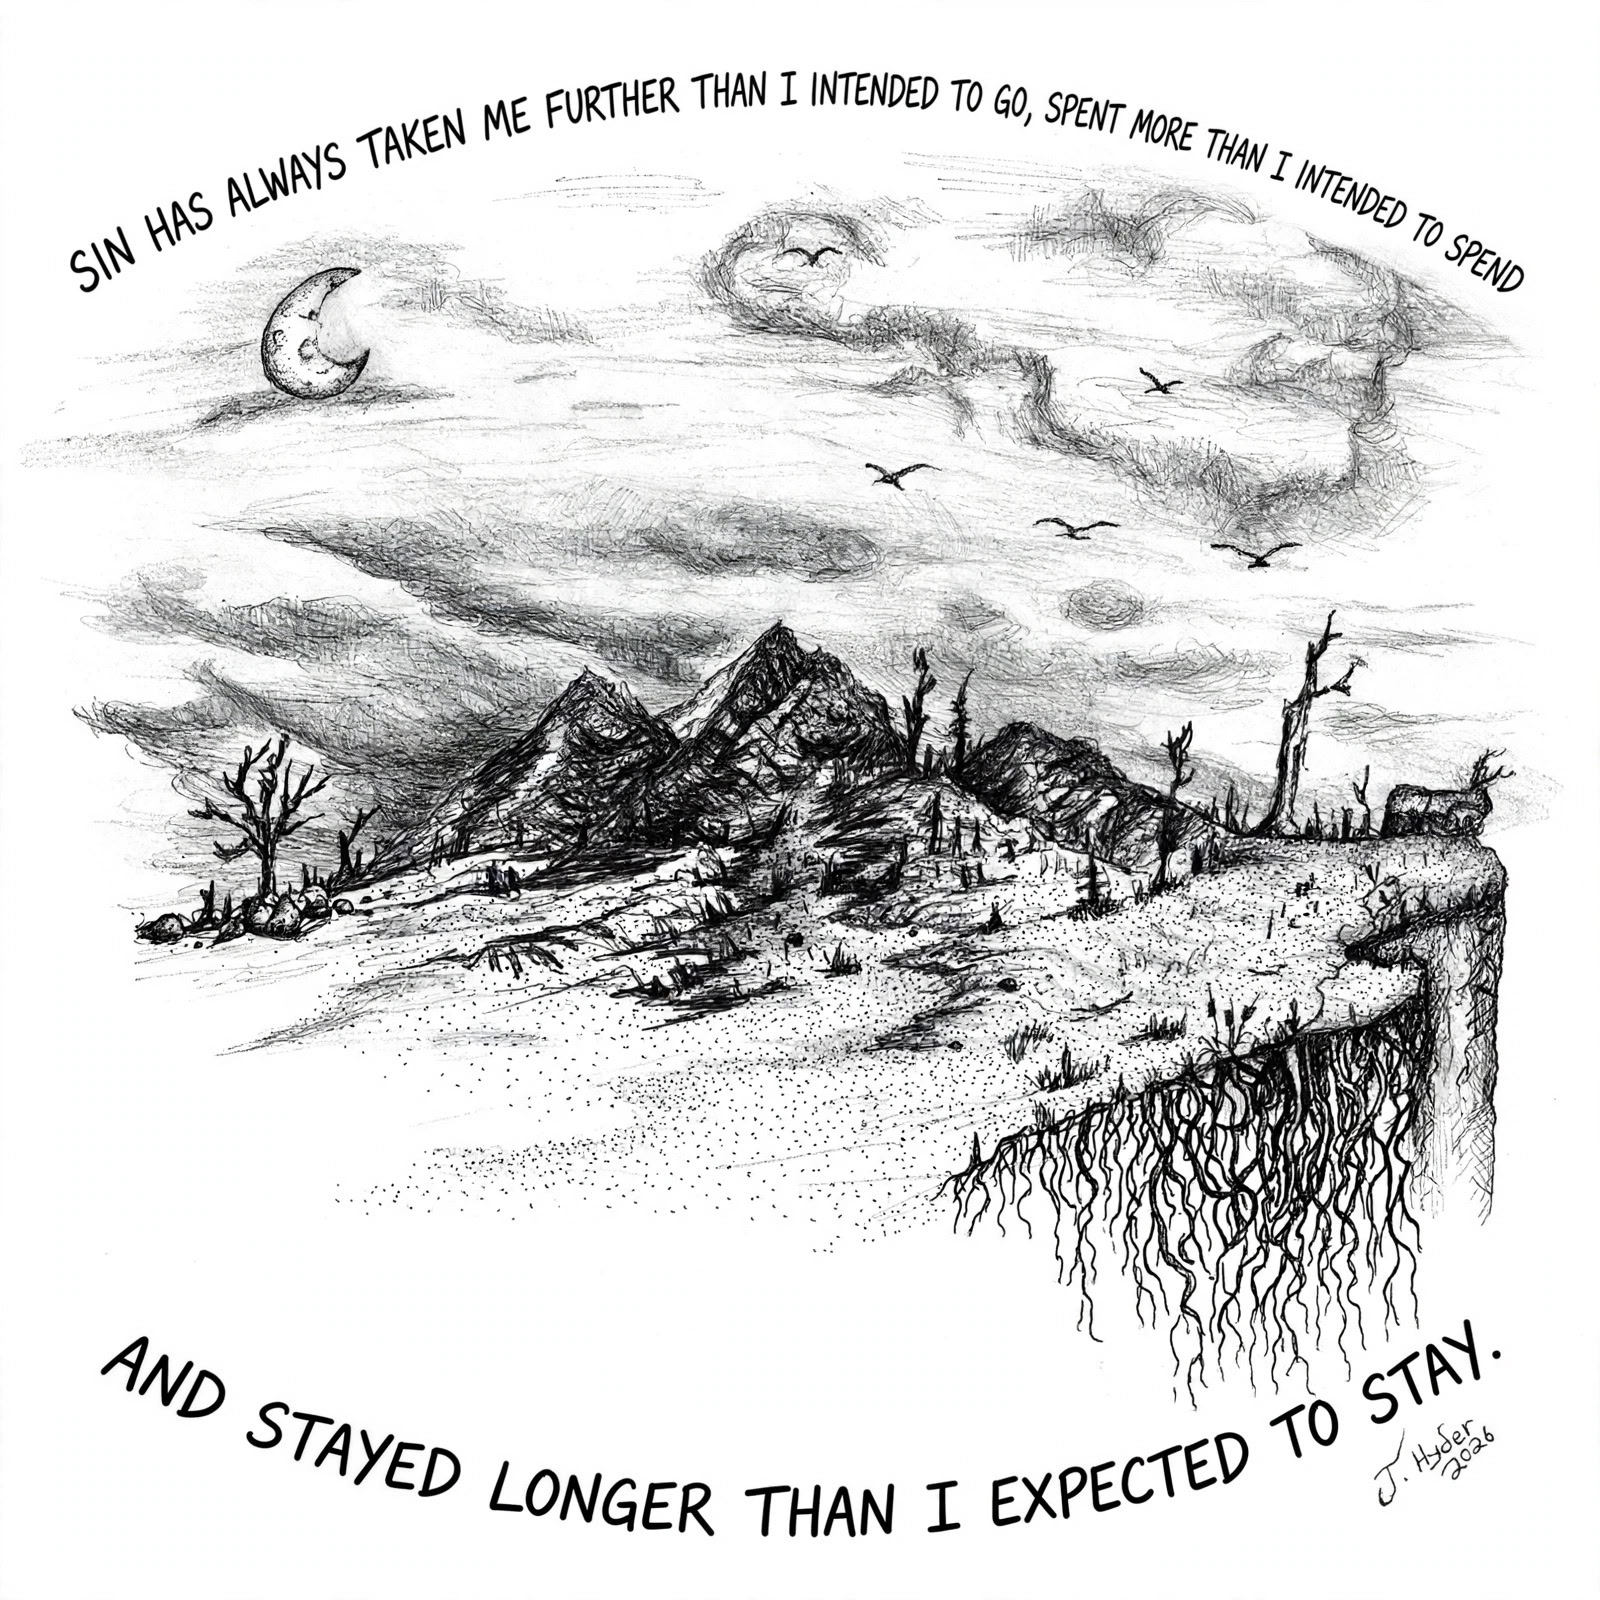 SIN HAS ALWAYS TAKEN ME FURTHER THAN I INTENDED TO GO, SPENT MORE THAN I INTENDED TO SPEND
AND STAYED LONGER THAN I EXPECTED TO STAY.
J. Hyder
2026